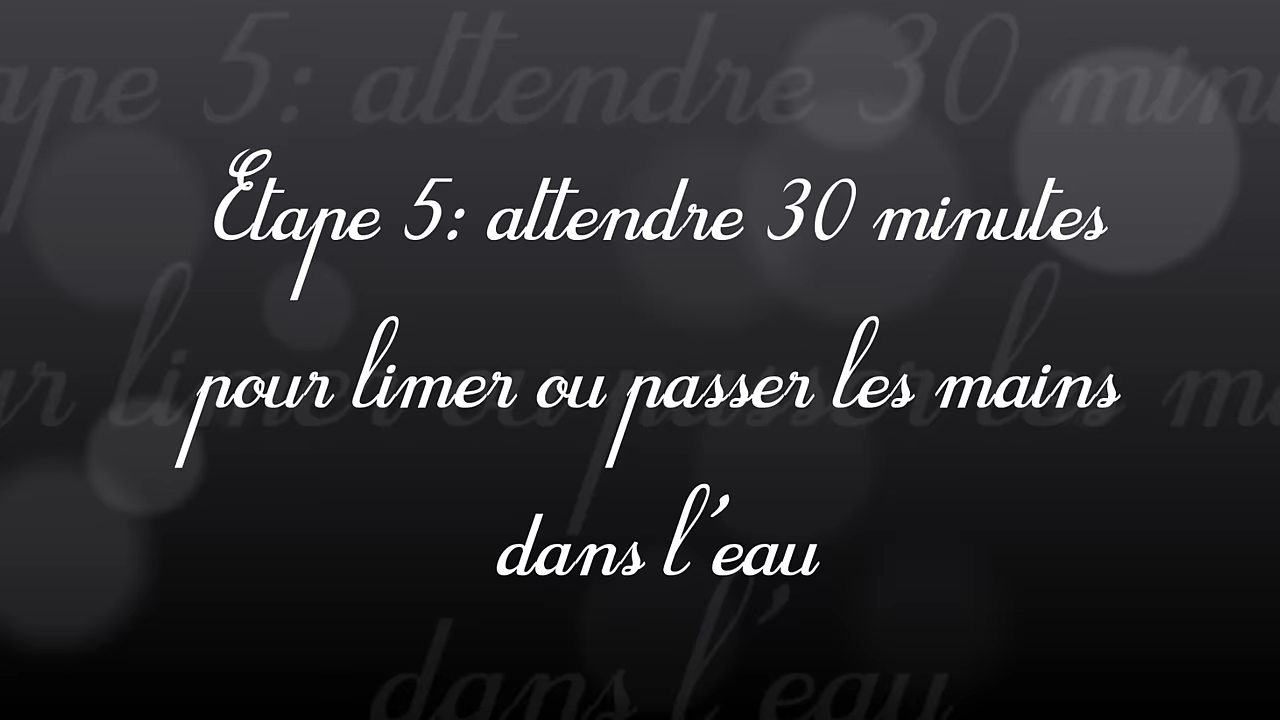 Etape 5: attendre 30 minutes
pour limer ou passer les mains
dans l'eau